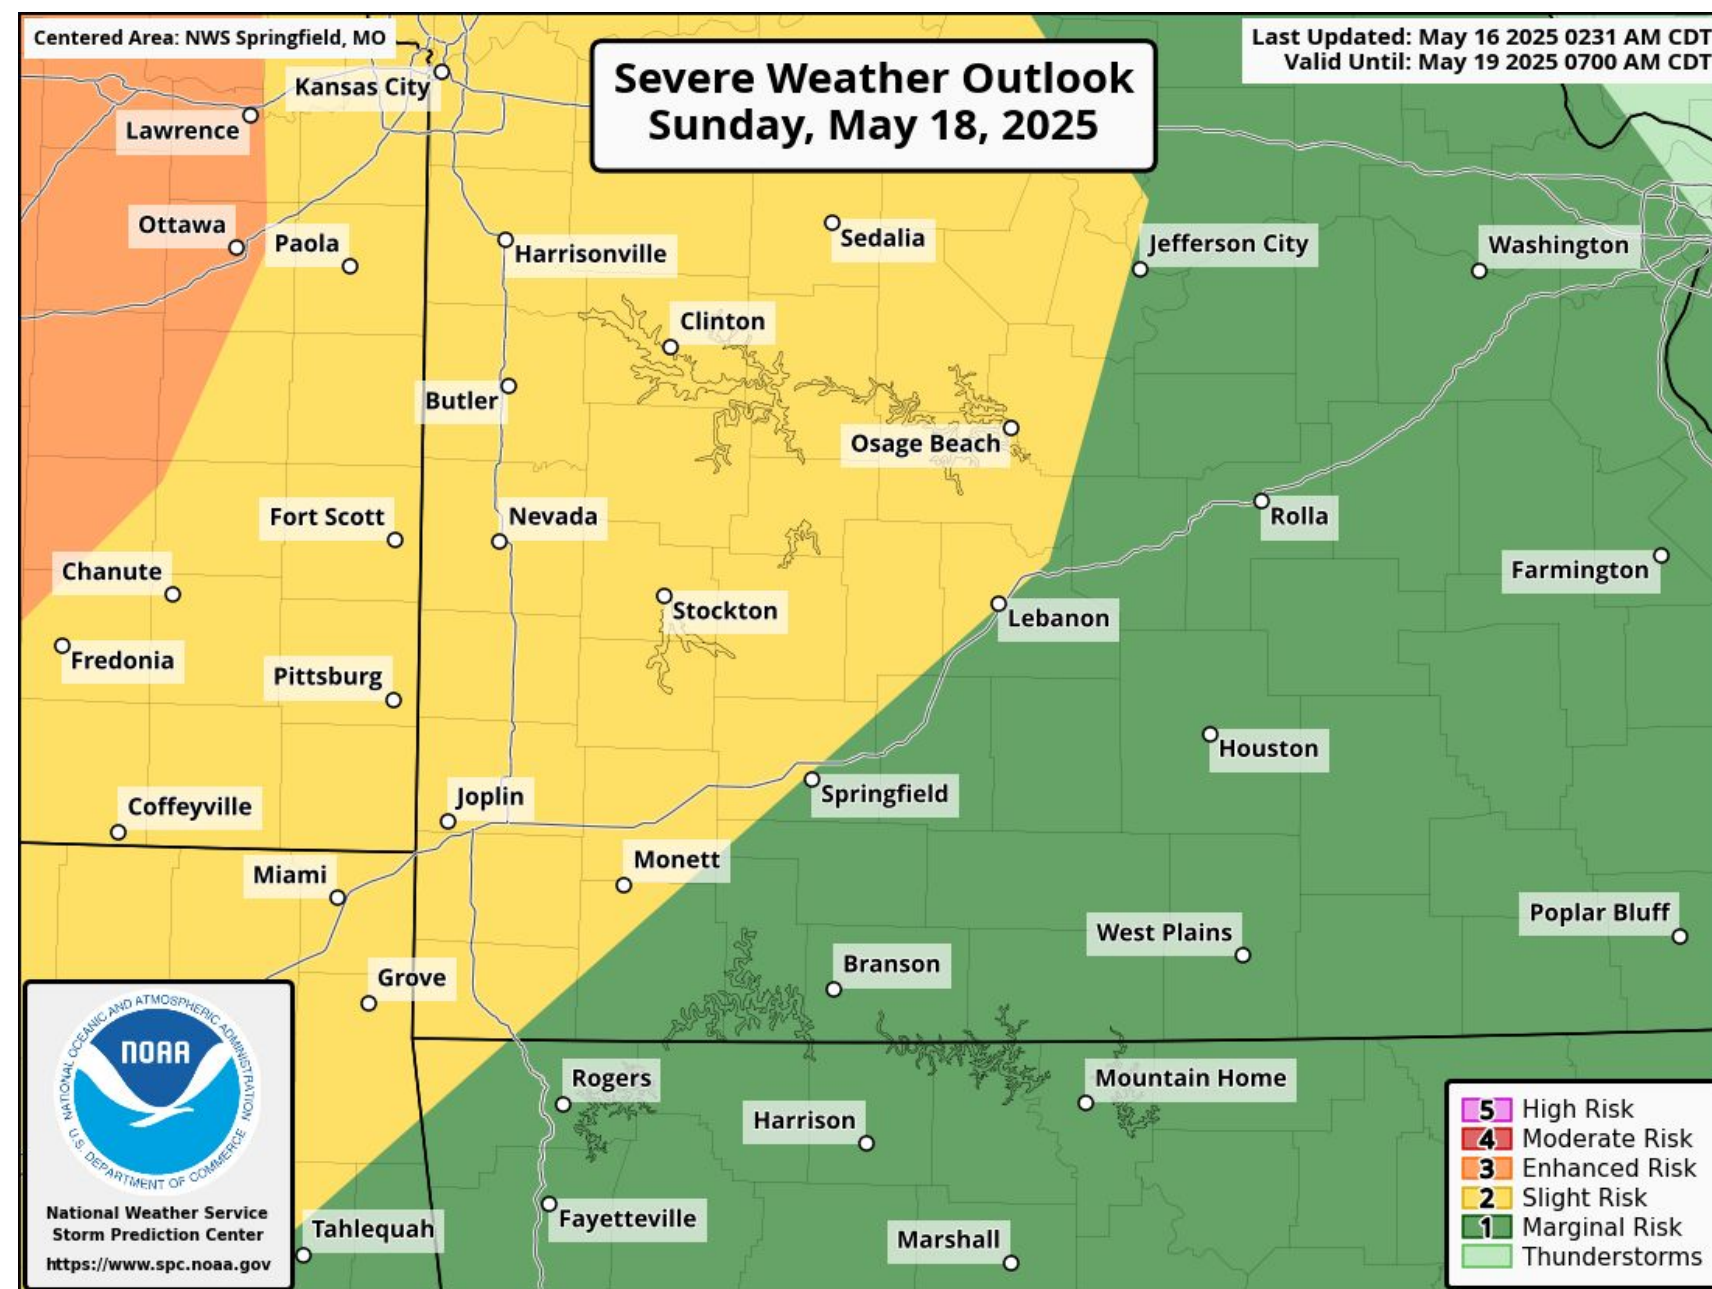 Centered Area: NWS Springfield, MO
Severe Weather Outlook
Sunday, May 18, 2025
Last Updated: May 16 2025 0231 AM CDT
Valid Until: May 19 2025 0700 AM CDT
Kansas City
Lawrence
Ottawa
Paola
Harrisonville
Sedalia
Jefferson City
Washington
Clinton
Butler
Osage Beach
Fort Scott
Nevada
Rolla
Chanute
Farmington
Stockton
Lebanon
Fredonia
Pittsburg
Houston
Coffeyville
Joplin
Springfield
Monett
Miami
Poplar Bluff
West Plains
Branson
Grove
Rogers
Mountain Home
Harrison
Fayetteville
Tahlequah
Marshall
NATIONAL OCEANIC AND ATMOSPHERIC ADMINISTRATION
NOAA
U.S. DEPARTMENT OF COMMERCE
National Weather Service
Storm Prediction Center
https://www.spc.noaa.gov
5 High Risk
4 Moderate Risk
3 Enhanced Risk
2 Slight Risk
1 Marginal Risk
Thunderstorms